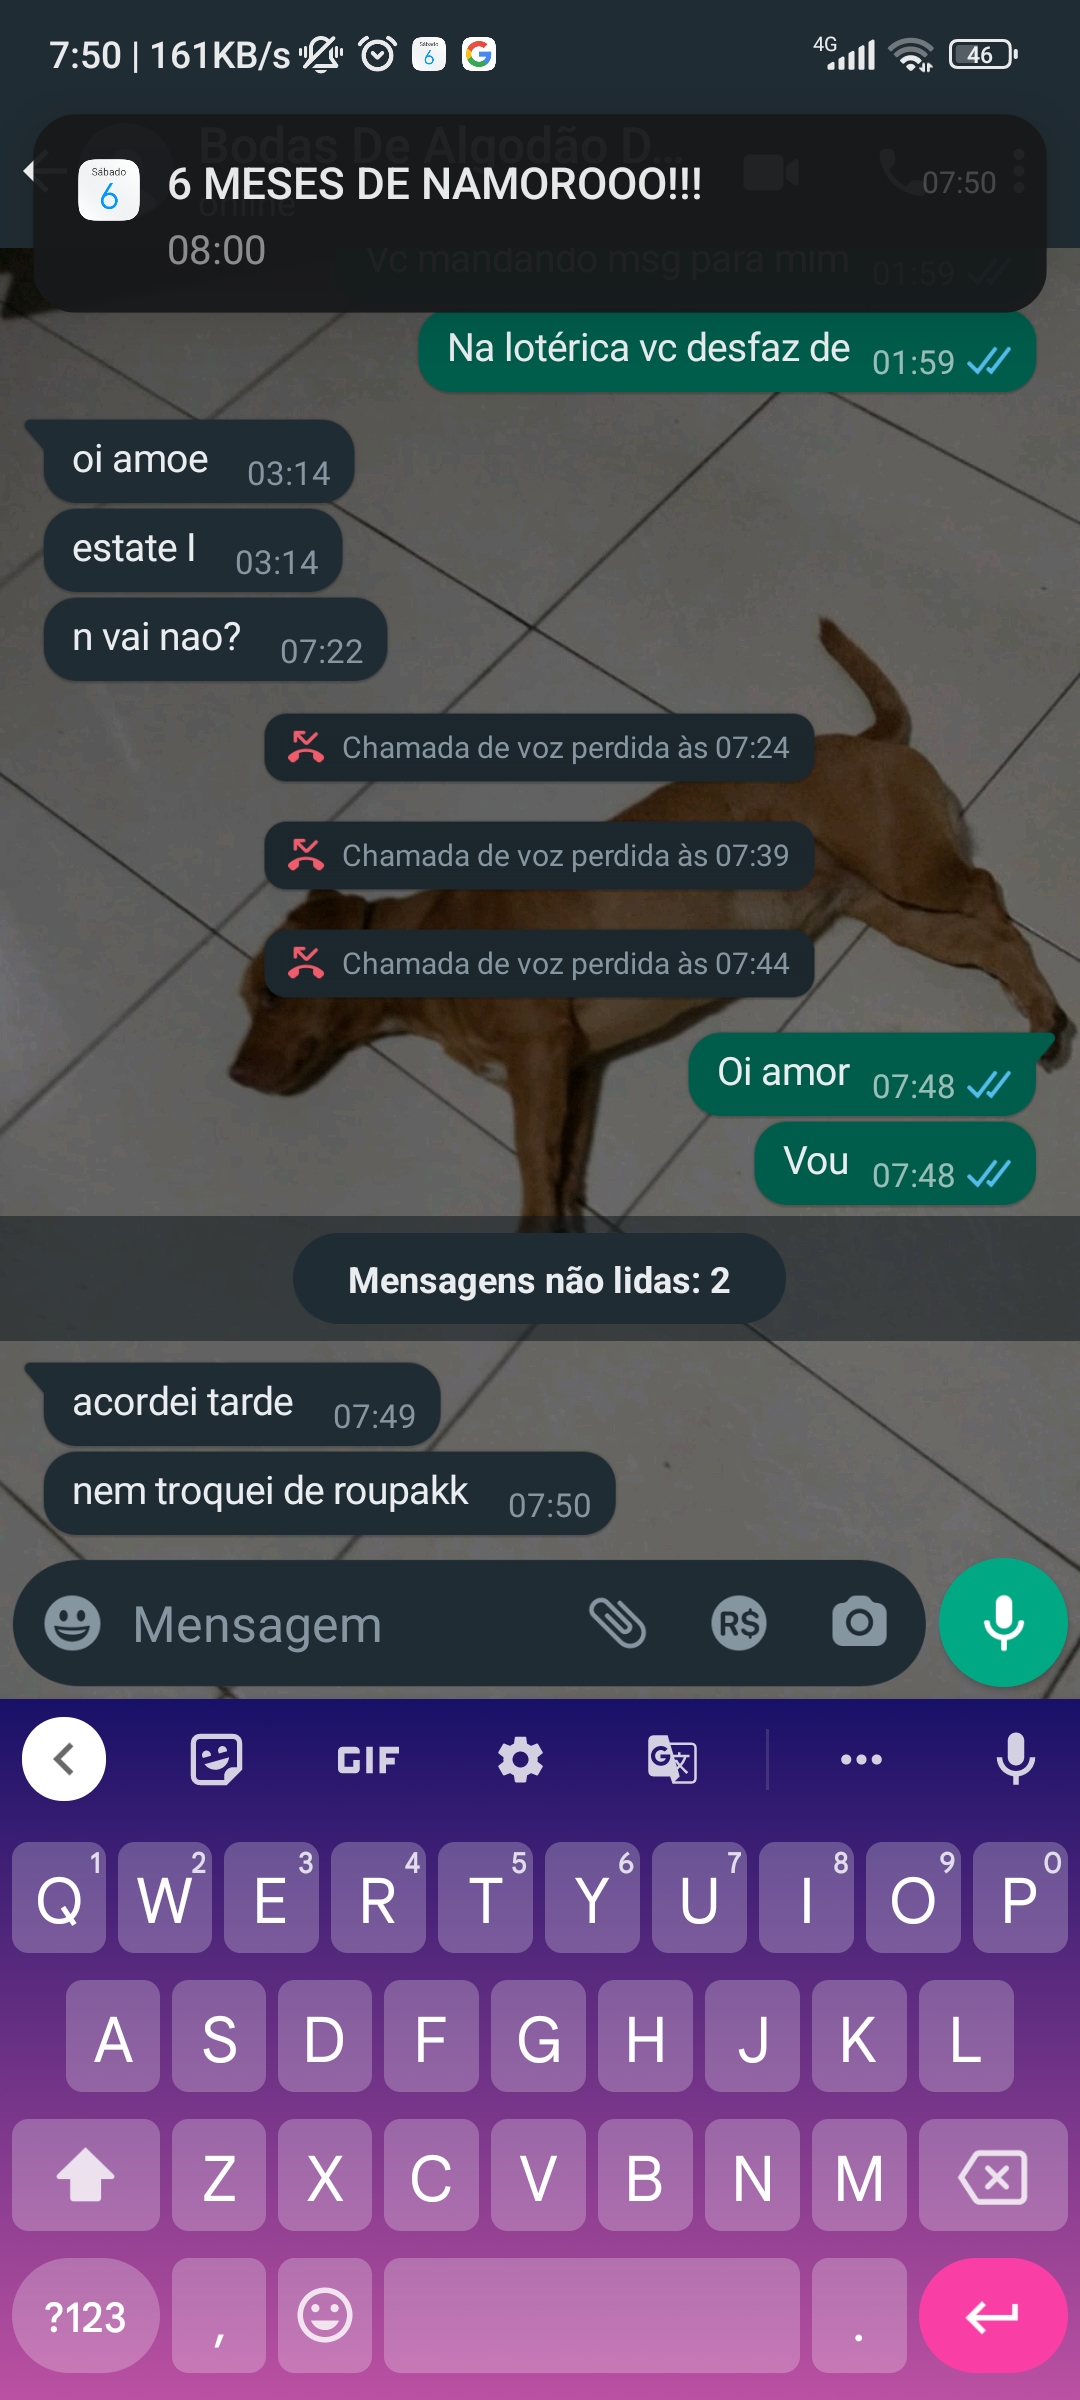 7:50 | 161KB/s
Sábado
6
4G
46
Bodas De Algodão D...
online
Sábado
6
6 MESES DE NAMOROOO!!!
07:50
08:00
Vc mandando msg para mim 01:59
Na lotérica vc desfaz de 01:59
oi amoe 03:14
estate l 03:14
n vai nao? 07:22
Chamada de voz perdida às 07:24
Chamada de voz perdida às 07:39
Chamada de voz perdida às 07:44
Oi amor 07:48
Vou 07:48
Mensagens não lidas: 2
acordei tarde 07:49
nem troquei de roupakk 07:50
Mensagem
R$
GIF
G 文
Q 1 W 2 E 3 R 4 T 5 Y 6 U 7 I 8 O 9 P 0
A S D F G H J K L
Z X C V B N M
?123 , .